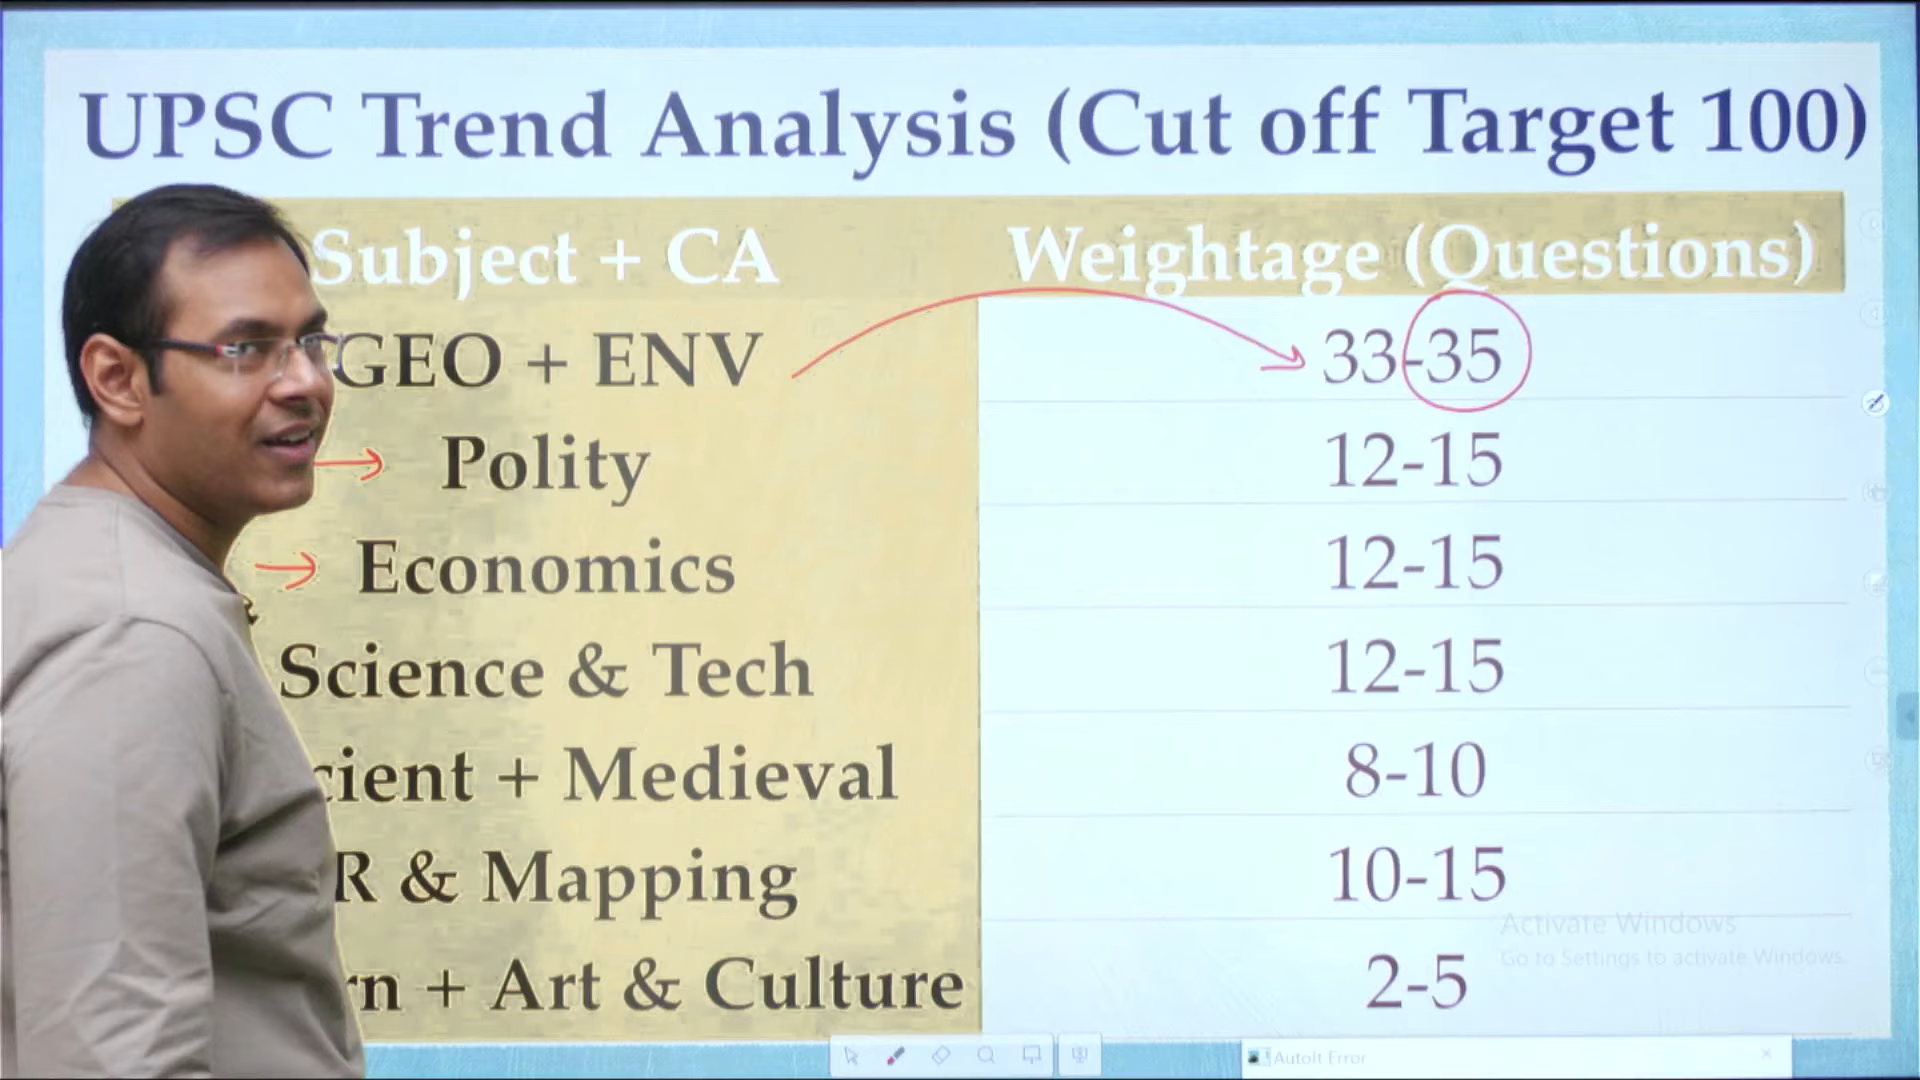 UPSC Trend Analysis (Cut off Target 100)
Subject + CA Weightage (Questions)
GEO + ENV 33-35
Polity 12-15
Economics 12-15
Science & Tech 12-15
cient + Medieval 8-10
R & Mapping 10-15
Activate Windows
Go to Settings to activate Windows.
rn + Art & Culture 2-5
AutoIt Error